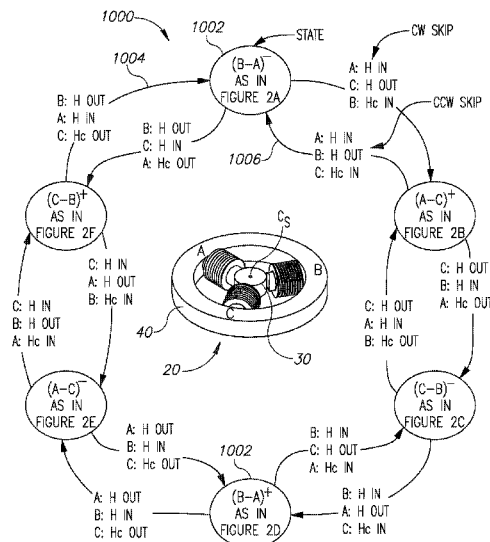 1000
1002
STATE
CW SKIP
1004
(B-A)⁻
AS IN
FIGURE 2A
A: H IN
C: H OUT
B: Hc IN
CCW SKIP
B: H OUT
A: H IN
C: Hc OUT
B: H OUT
C: H IN
A: Hc OUT
1006
A: H IN
B: H OUT
C: Hc IN
(C-B)⁺
AS IN
FIGURE 2F
(A-C)⁺
AS IN
FIGURE 2B
C: H IN
A: H OUT
B: Hc IN
A
CS
B
C
40
30
20
C: H OUT
B: H IN
A: Hc OUT
C: H IN
B: H OUT
A: Hc IN
C: H OUT
A: H IN
B: Hc OUT
(A-C)⁻
AS IN
FIGURE 2E
(C-B)⁻
AS IN
FIGURE 2C
A: H OUT
B: H IN
C: Hc OUT
1002
(B-A)⁺
AS IN
FIGURE 2D
B: H IN
C: H OUT
A: Hc IN
A: H OUT
B: H IN
C: Hc OUT
B: H IN
A: H OUT
C: Hc IN